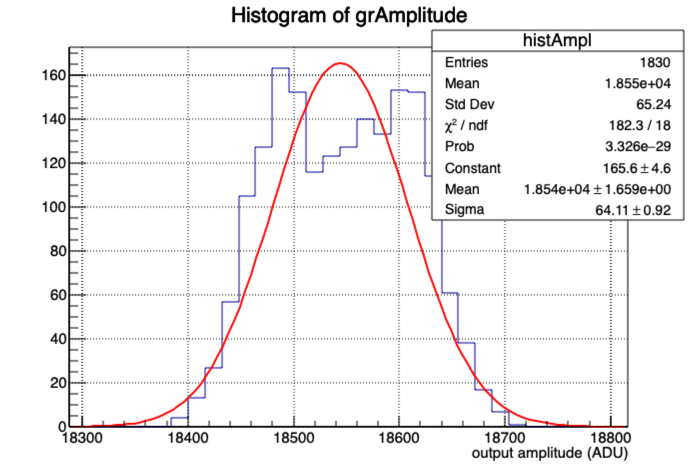 Histogram of grAmplitude
histAmpl
Entries 1830
Mean 1.855e+04
Std Dev 65.24
χ² / ndf 182.3 / 18
Prob 3.326e−29
Constant 165.6 ± 4.6
Mean 1.854e+04 ± 1.659e+00
Sigma 64.11 ± 0.92
160
140
120
100
80
60
40
20
0
18300 18400 18500 18600 18700 18800
output amplitude (ADU)